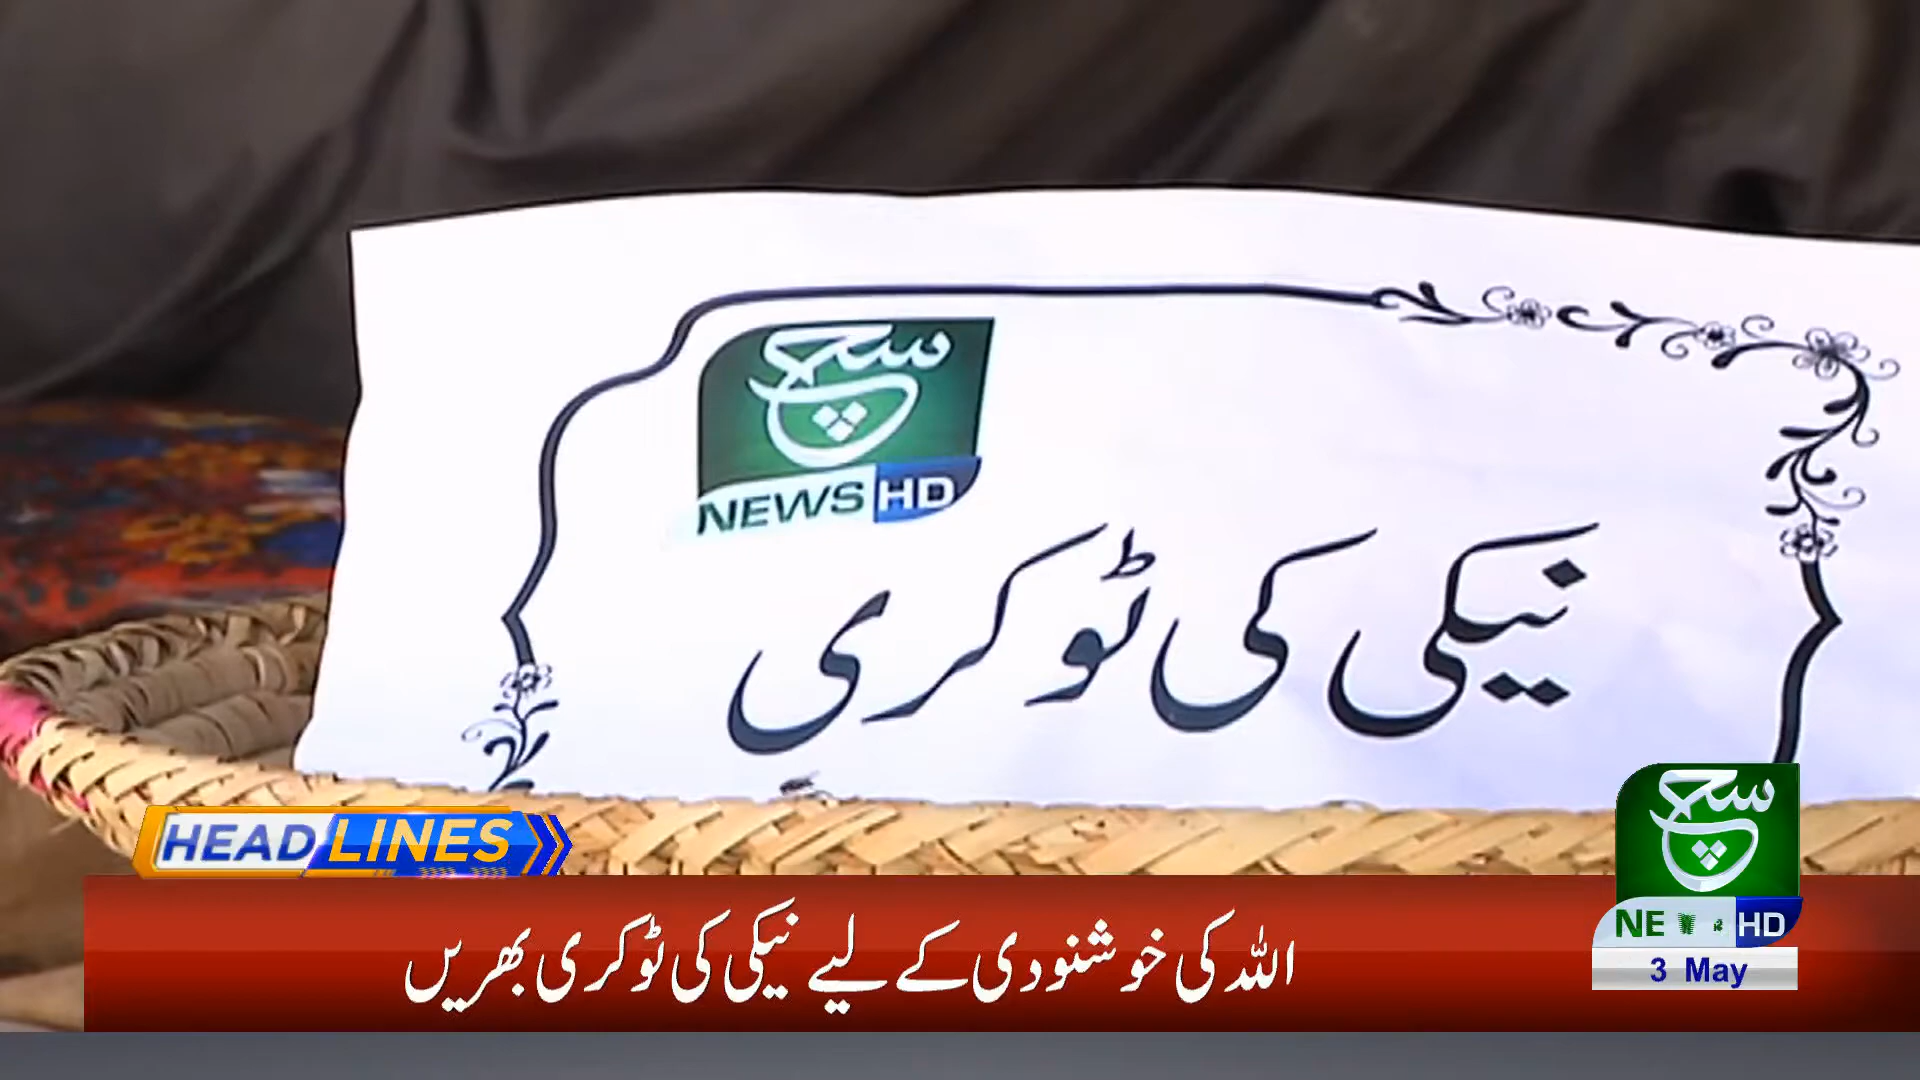 سچ
NEWS HD
نیکی کی ٹوکری
HEADLINES
اللہ کی خوشنودی کے لیے نیکی کی ٹوکری بھریں
سچ
HD
3 May